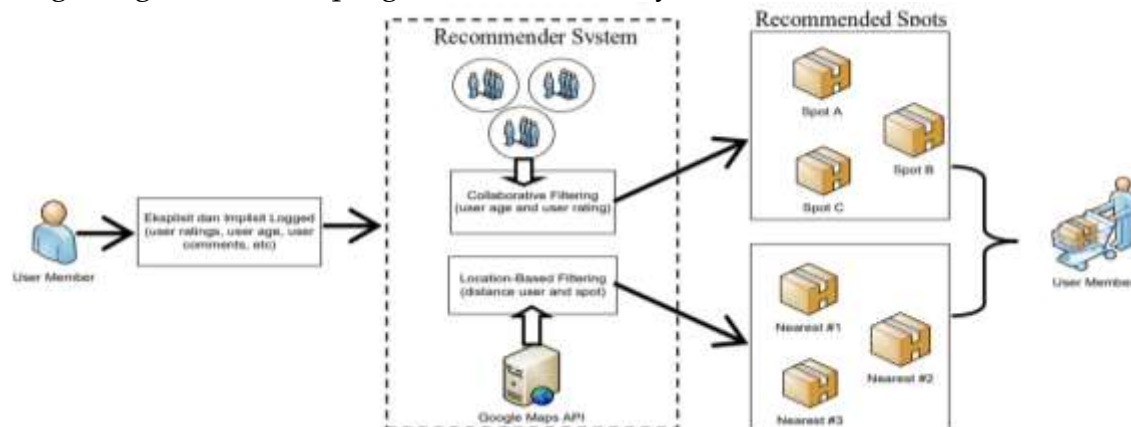 Recommender System
Recommended Spots
Spot A
Spot B
Spot C
Collaborative Filtering
(user age and user rating)
Eksplisit dan Implisit Logged
(user ratings, user age, user
comments, etc)
User Member
Location-Based Filtering
(distance user and spot)
Google Maps API
Nearest #1
Nearest #2
Nearest #3
User Member